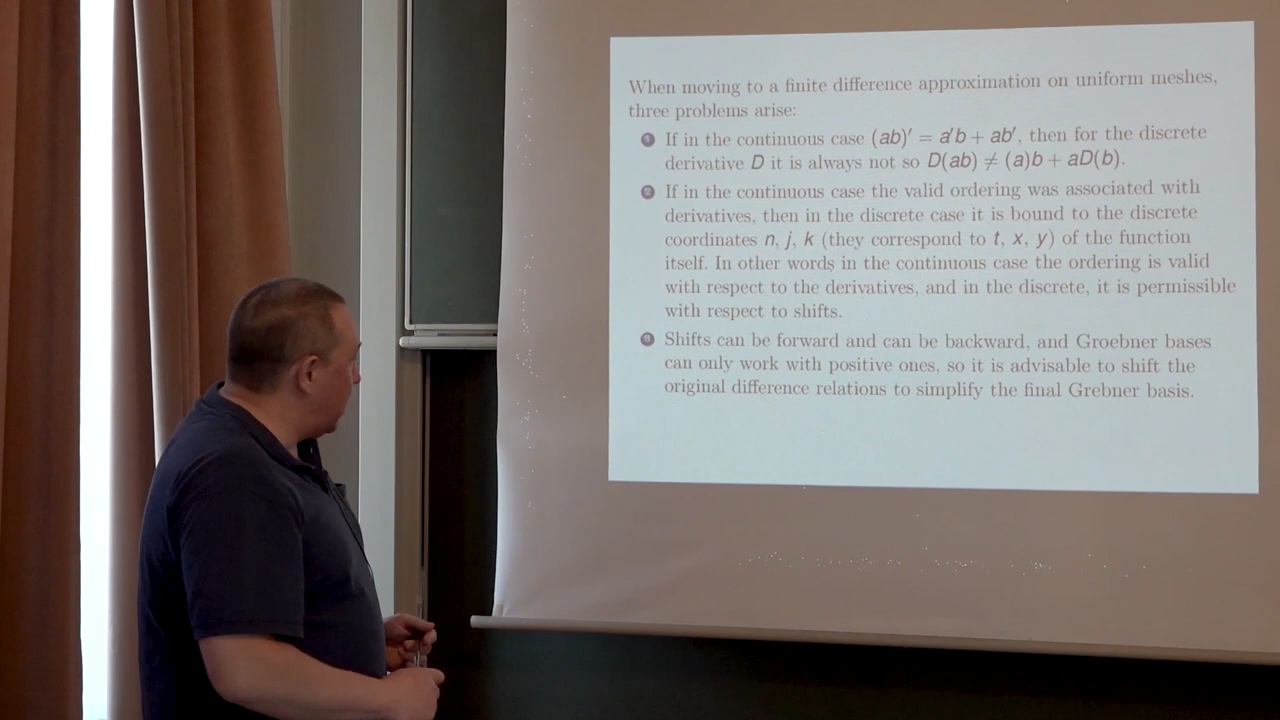 When moving to a finite difference approximation on uniform meshes,
three problems arise:
1 If in the continuous case (ab)′ = a′b + ab′, then for the discrete
derivative D it is always not so D(ab) ≠ (a)b + aD(b).
2 If in the continuous case the valid ordering was associated with
derivatives, then in the discrete case it is bound to the discrete
coordinates n, j, k (they correspond to t, x, y) of the function
itself. In other words in the continuous case the ordering is valid
with respect to the derivatives, and in the discrete, it is permissible
with respect to shifts.
3 Shifts can be forward and can be backward, and Groebner bases
can only work with positive ones, so it is advisable to shift the
original difference relations to simplify the final Grebner basis.